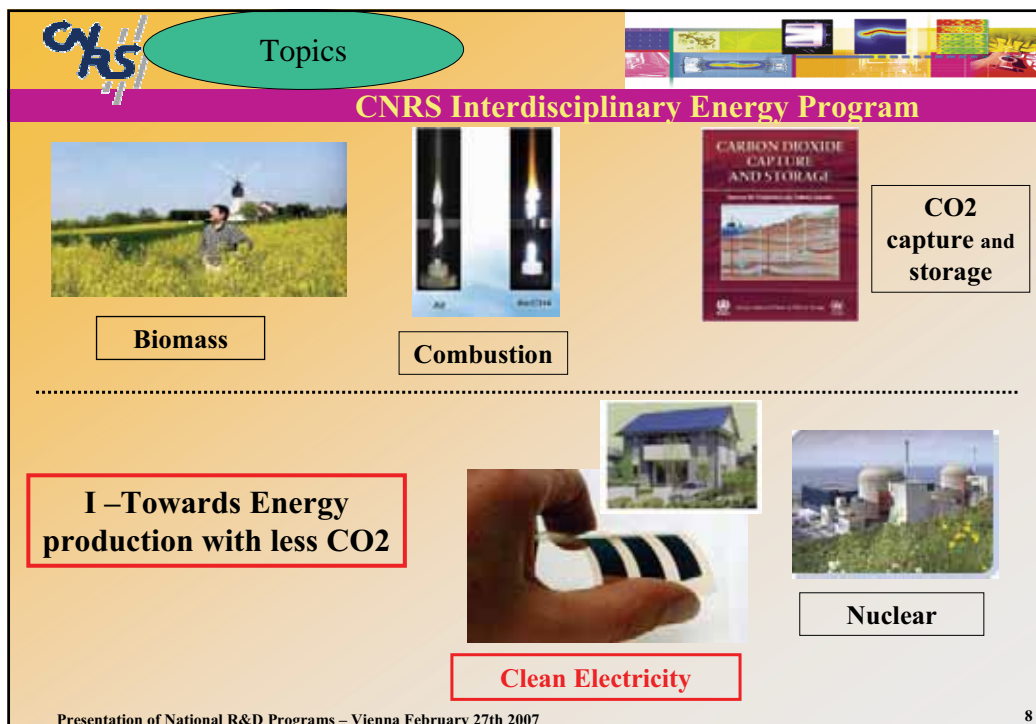 CNRS
Topics
CNRS Interdisciplinary Energy Program
CARBON DIOXIDE
CAPTURE
AND STORAGE
CO2
capture and
storage
Biomass
Combustion
I –Towards Energy
production with less CO2
Nuclear
Clean Electricity
Presentation of National R&D Programs – Vienna February 27th 2007
8